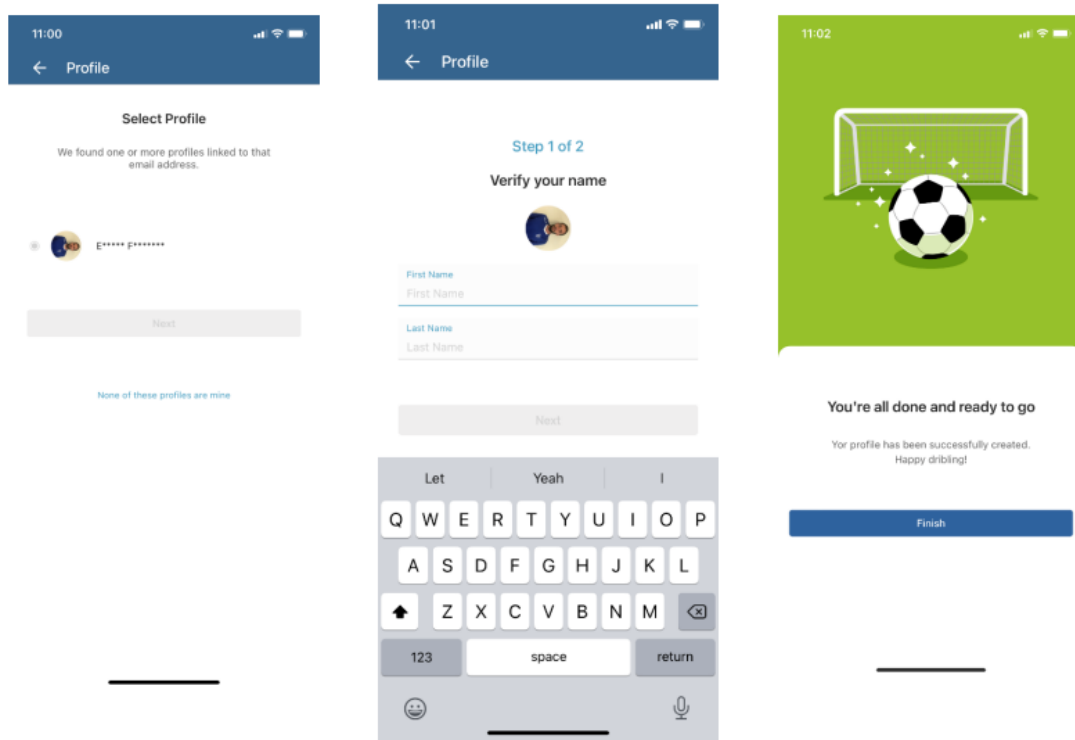 11:00
Profile
Select Profile
We found one or more profiles linked to that
email address.
E***** F*******
Next
None of these profiles are mine
11:01
Profile
Step 1 of 2
Verify your name
First Name
First Name
Last Name
Last Name
Next
Let Yeah I
Q W E R T Y U I O P
A S D F G H J K L
Z X C V B N M
123 space return
11:02
You're all done and ready to go
Yor profile has been successfully created.
Happy dribling!
Finish